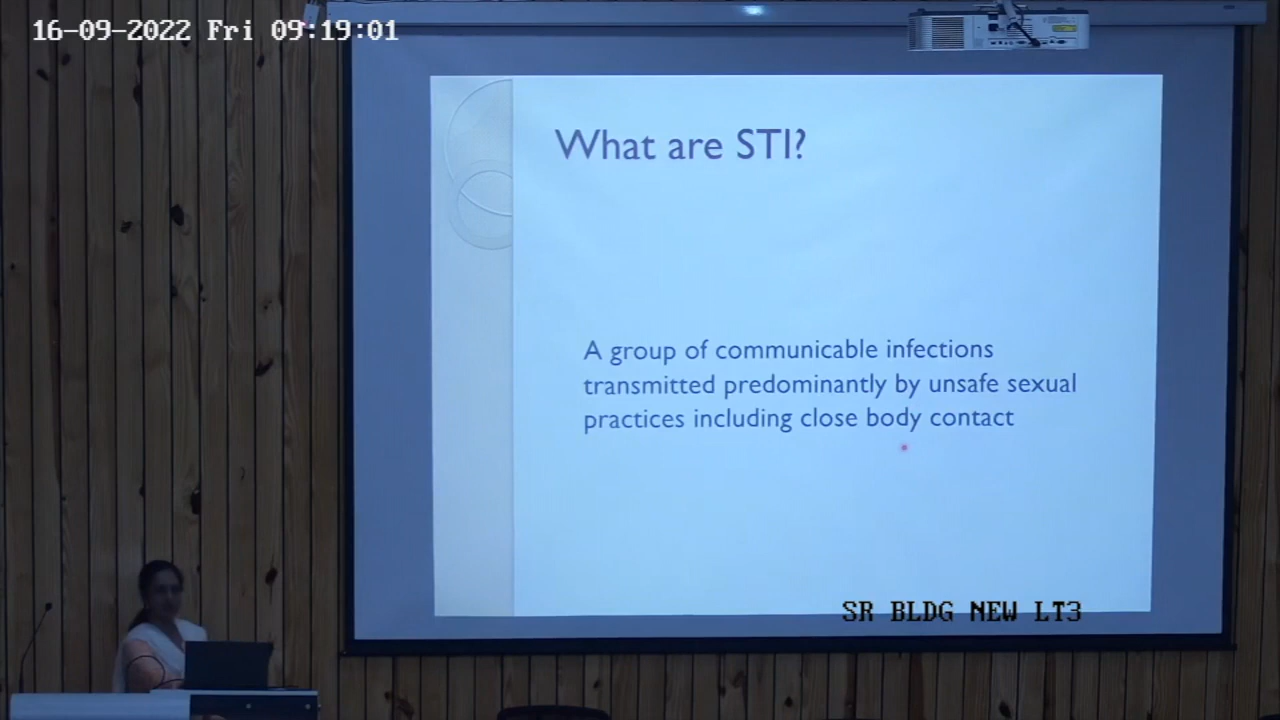 16-09-2022 Fri 09:19:01
What are STI?
A group of communicable infections
transmitted predominantly by unsafe sexual
practices including close body contact
SR BLDG NEW LT3